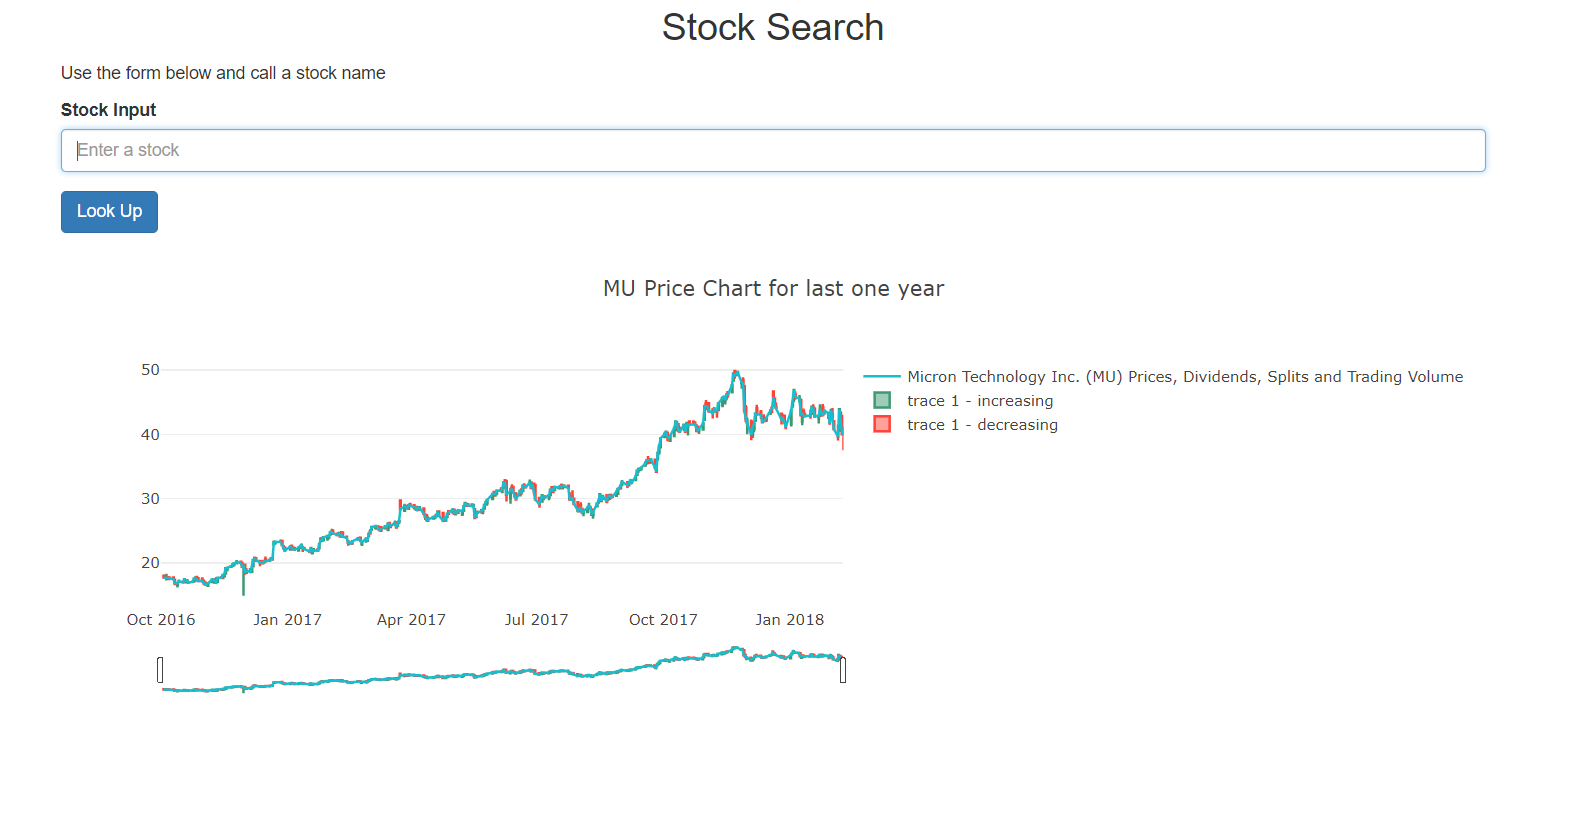 Stock Search
Use the form below and call a stock name
Stock Input
Enter a stock
Look Up
MU Price Chart for last one year
50
40
30
20
Oct 2016 Jan 2017 Apr 2017 Jul 2017 Oct 2017 Jan 2018
Micron Technology Inc. (MU) Prices, Dividends, Splits and Trading Volume
trace 1 - increasing
trace 1 - decreasing